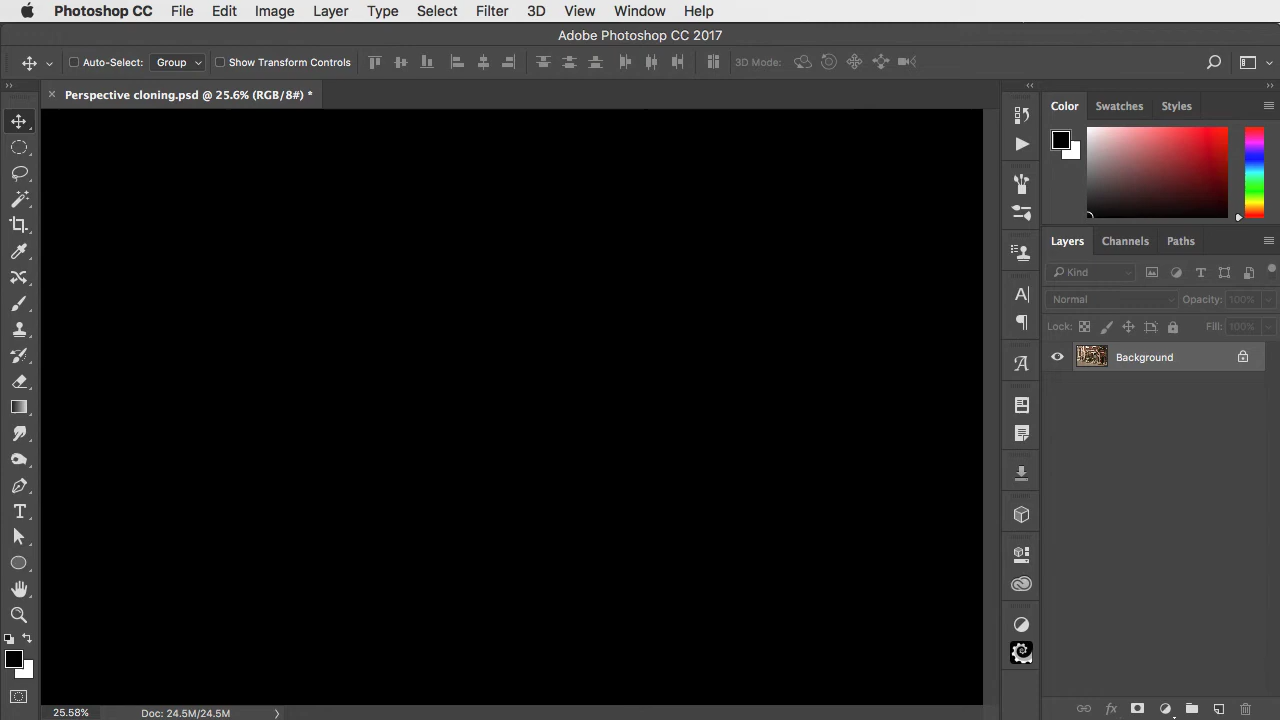 Photoshop CC File Edit Image Layer Type Select Filter 3D View Window Help
Adobe Photoshop CC 2017
Auto-Select: Group Show Transform Controls 3D Mode:
Perspective cloning.psd @ 25.6% (RGB/8#) *
Color Swatches Styles
Layers Channels Paths
Kind
Normal Opacity: 100%
Lock: Fill: 100%
Background
25.58% Doc: 24.5M/24.5M